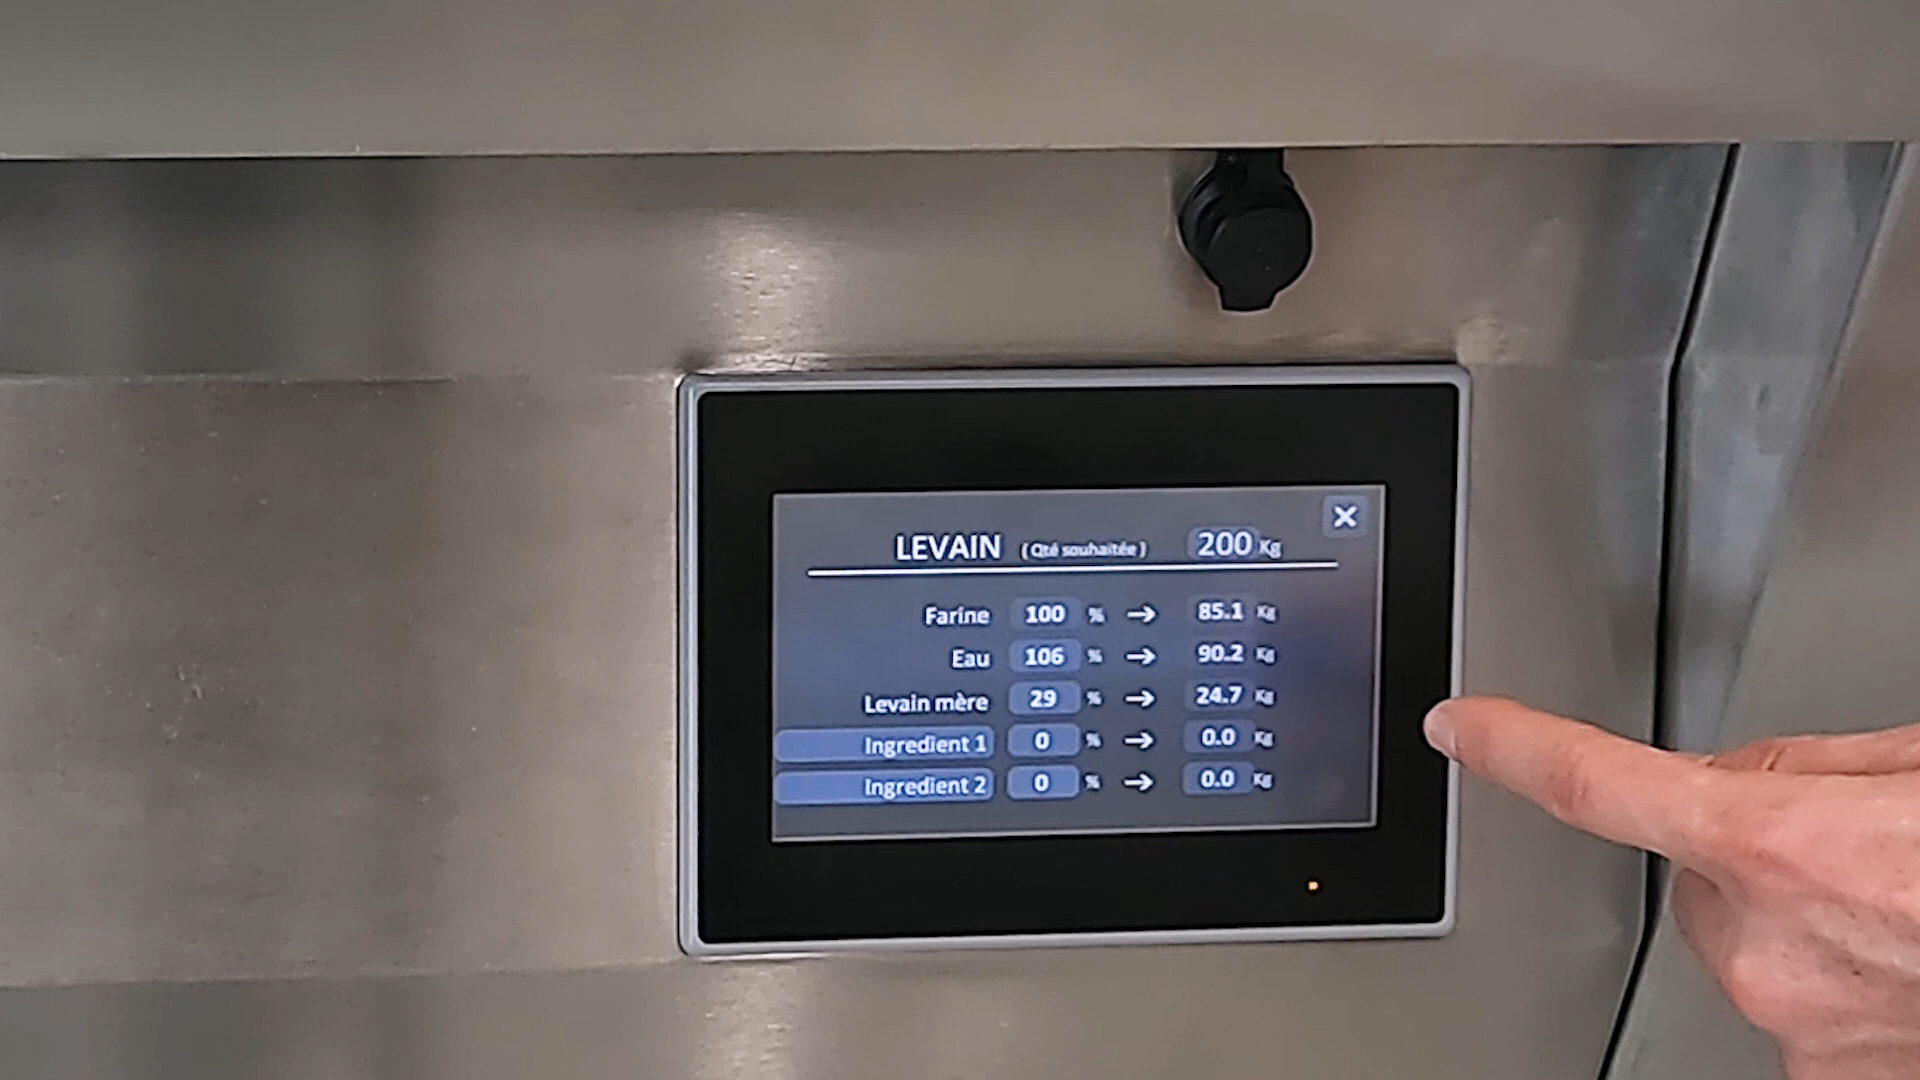 LEVAIN (Qté souhaitée) 200 Kg
Farine 100 % → 85.1 Kg
Eau 106 % → 90.2 Kg
Levain mère 29 % → 24.7 Kg
Ingredient 1 0 % → 0.0 Kg
Ingredient 2 0 % → 0.0 Kg